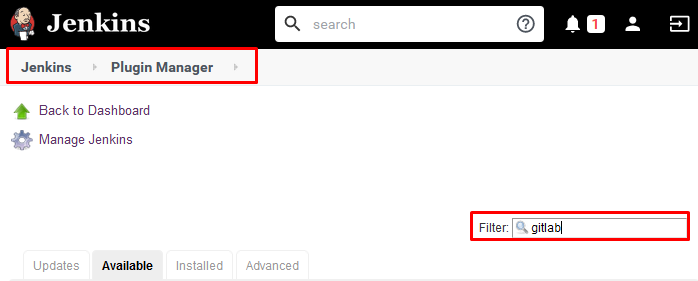 Jenkins
search
1
Jenkins Plugin Manager
Back to Dashboard
Manage Jenkins
Filter: gitlab
Updates Available Installed Advanced